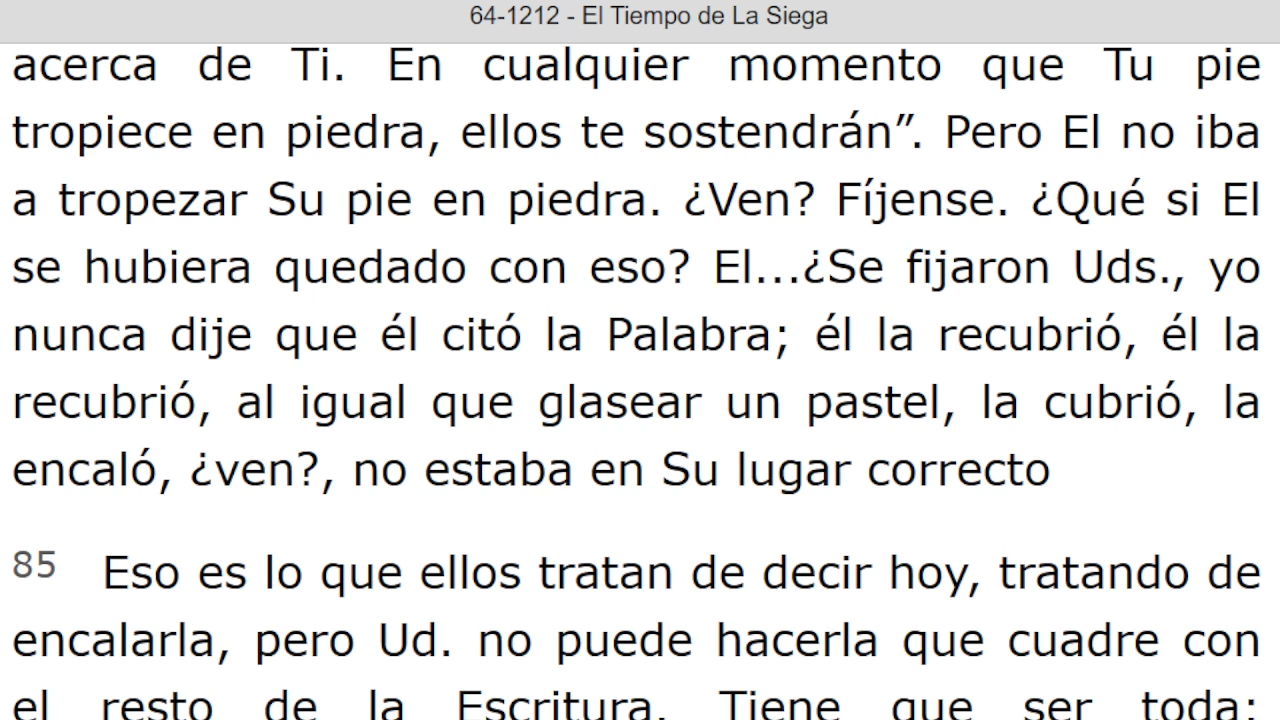 64-1212 - El Tiempo de La Siega
acerca de Ti. En cualquier momento que Tu pie
tropiece en piedra, ellos te sostendrán”. Pero El no iba
a tropezar Su pie en piedra. ¿Ven? Fíjense. ¿Qué si El
se hubiera quedado con eso? El...¿Se fijaron Uds., yo
nunca dije que él citó la Palabra; él la recubrió, él la
recubrió, al igual que glasear un pastel, la cubrió, la
encaló, ¿ven?, no estaba en Su lugar correcto
85 Eso es lo que ellos tratan de decir hoy, tratando de
encalarla, pero Ud. no puede hacerla que cuadre con
el resto de la Escritura. Tiene que ser toda;